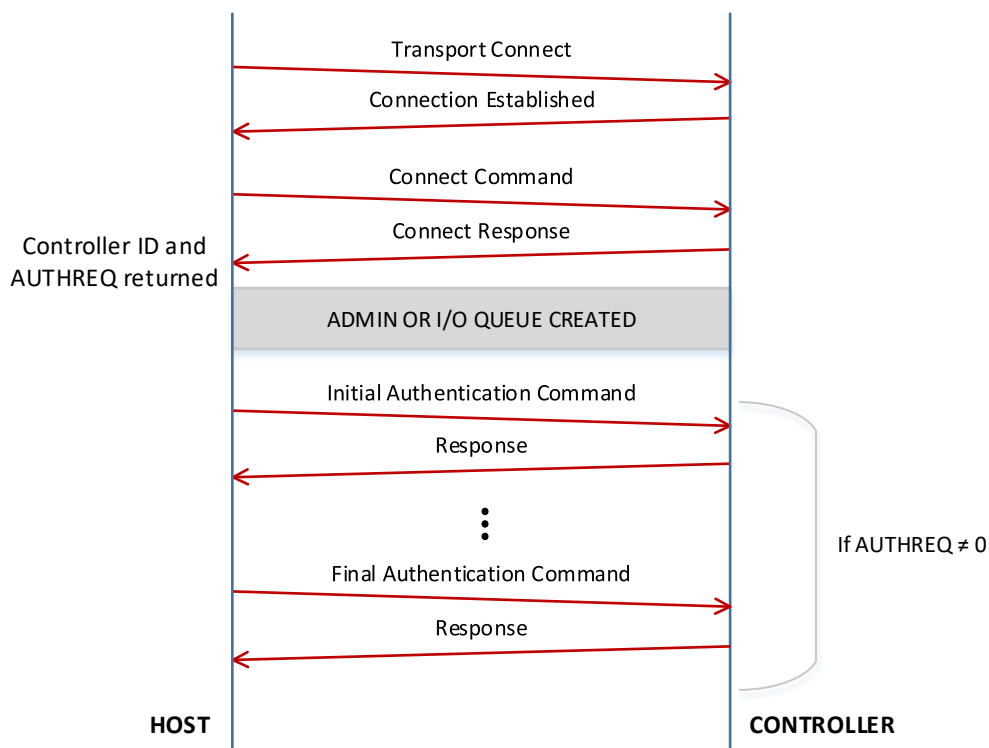 Transport Connect
Connection Established
Connect Command
Connect Response
Controller ID and
AUTHREQ returned
ADMIN OR I/O QUEUE CREATED
Initial Authentication Command
Response
If AUTHREQ ≠ 0
Final Authentication Command
Response
HOST
CONTROLLER